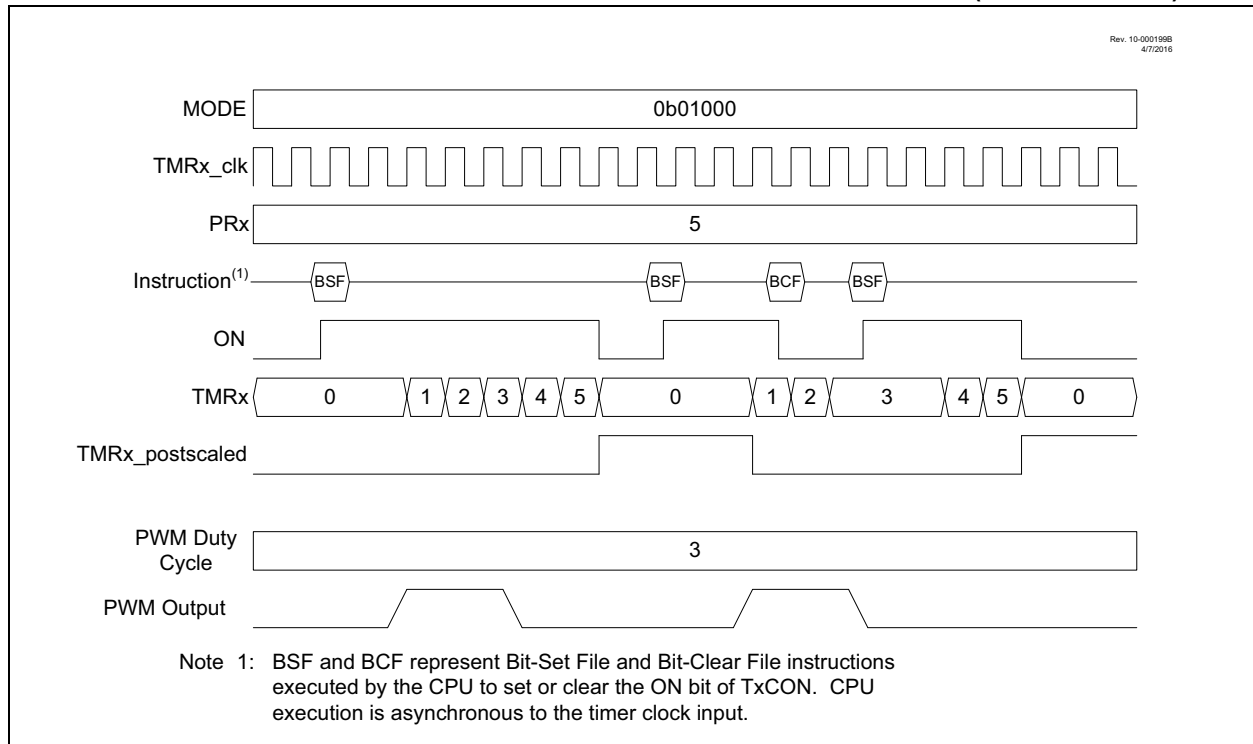 Rev. 10-000199B
4/7/2016
MODE 0b01000
TMRx_clk
PRx 5
Instruction(1) BSF BSF BCF BSF
ON
TMRx 0 1 2 3 4 5 0 1 2 3 4 5 0
TMRx_postscaled
PWM Duty
Cycle 3
PWM Output
Note 1: BSF and BCF represent Bit-Set File and Bit-Clear File instructions
executed by the CPU to set or clear the ON bit of TxCON. CPU
execution is asynchronous to the timer clock input.